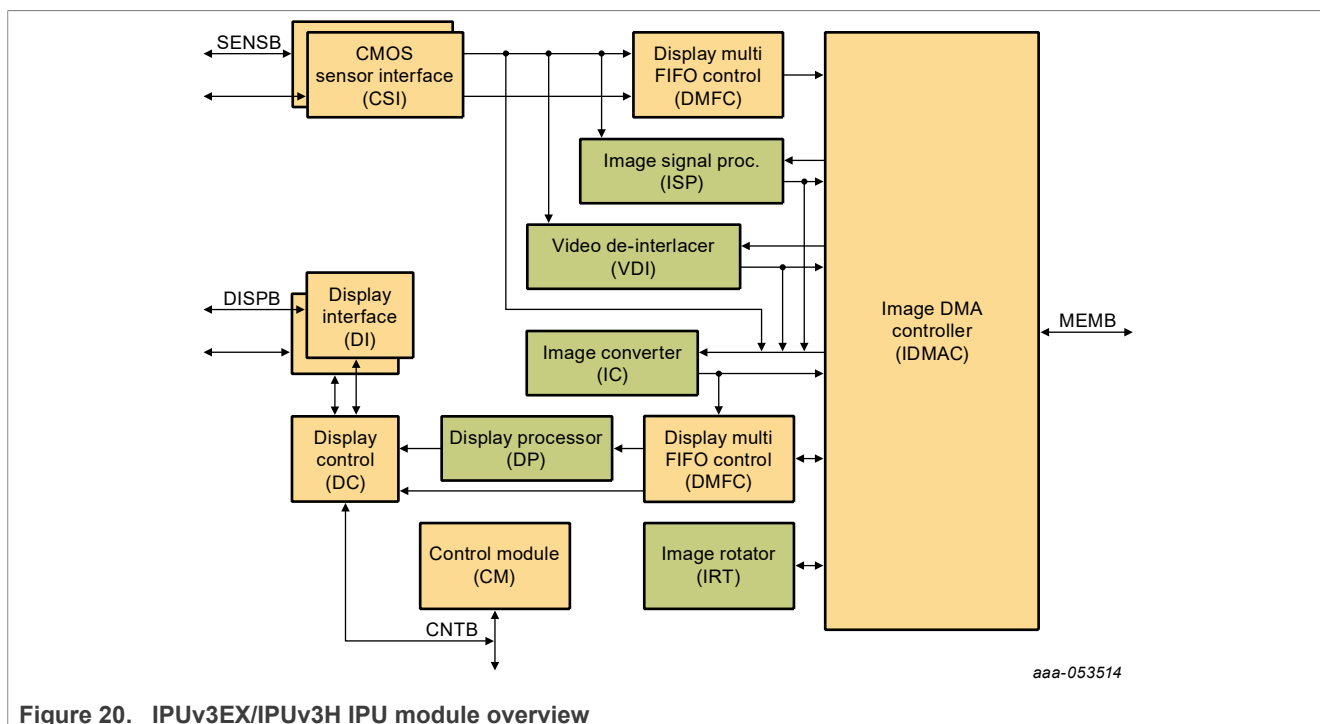 SENSB
CMOS
sensor interface
(CSI)
Display multi
FIFO control
(DMFC)
Image signal proc.
(ISP)
Video de-interlacer
(VDI)
DISPB
Display
interface
(DI)
Image DMA
controller
(IDMAC)
MEMB
Image converter
(IC)
Display
control
(DC)
Display processor
(DP)
Display multi
FIFO control
(DMFC)
Control module
(CM)
Image rotator
(IRT)
CNTB
aaa-053514
Figure 20. IPUv3EX/IPUv3H IPU module overview